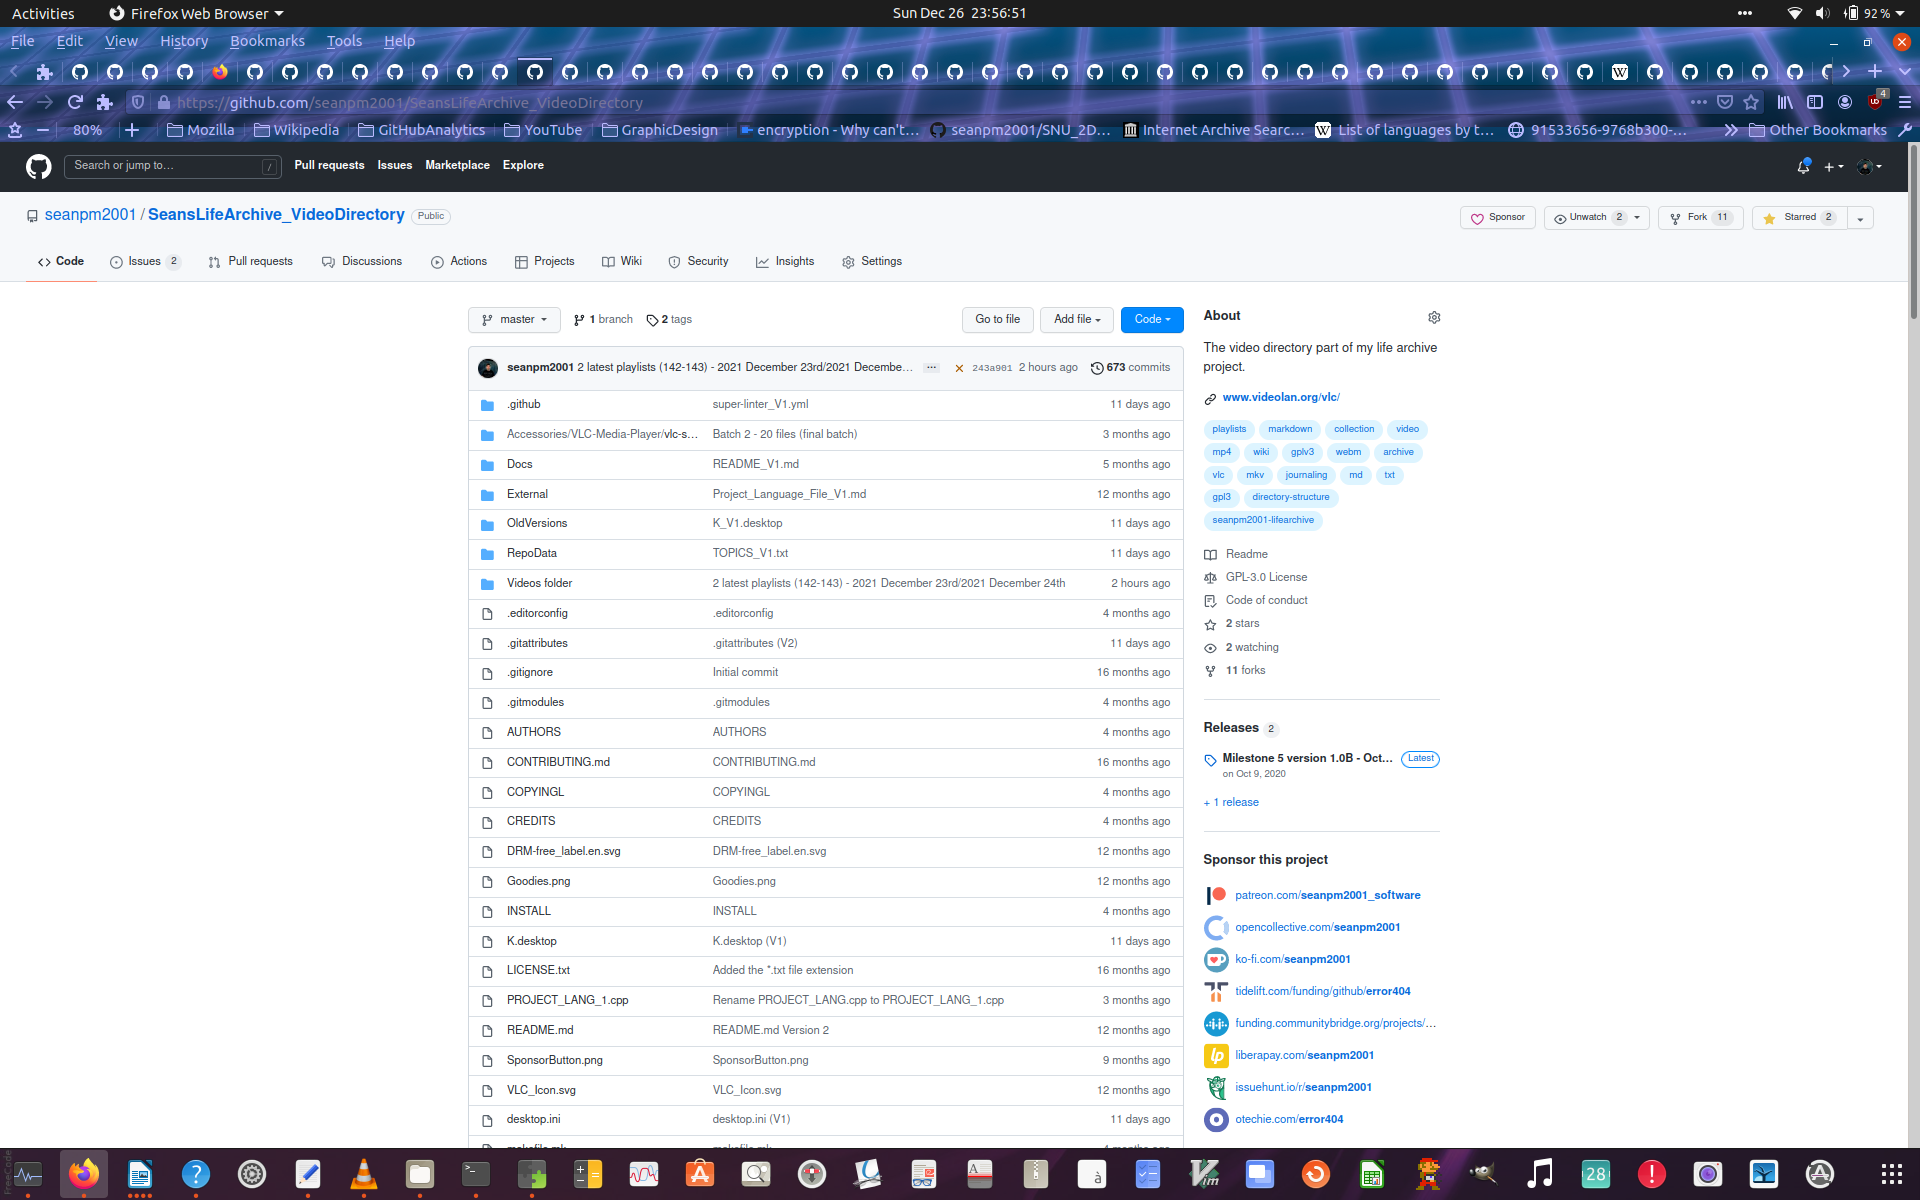 Activities
Firefox Web Browser
Sun Dec 26 23:56:51
92 %
File Edit View History Bookmarks Tools Help
https://github.com/seanpm2001/SeansLifeArchive_VideoDirectory
4
80%
Mozilla
Wikipedia
GitHubAnalytics
YouTube
GraphicDesign
encryption - Why can't…
seanpm2001/SNU_2D…
Internet Archive Searc…
List of languages by t…
91533656-9768b300-…
Other Bookmarks
Search or jump to…
/
Pull requests Issues Marketplace Explore
seanpm2001 / SeansLifeArchive_VideoDirectory Public
Sponsor
Unwatch 2
Fork 11
Starred 2
Code
Issues 2
Pull requests
Discussions
Actions
Projects
Wiki
Security
Insights
Settings
master
1 branch
2 tags
Go to file
Add file
Code
seanpm2001 2 latest playlists (142-143) - 2021 December 23rd/2021 Decembe… ... 243a901 2 hours ago 673 commits
.github super-linter_V1.yml 11 days ago
Accessories/VLC-Media-Player/vlc-s… Batch 2 - 20 files (final batch) 3 months ago
Docs README_V1.md 5 months ago
External Project_Language_File_V1.md 12 months ago
OldVersions K_V1.desktop 11 days ago
RepoData TOPICS_V1.txt 11 days ago
Videos folder 2 latest playlists (142-143) - 2021 December 23rd/2021 December 24th 2 hours ago
.editorconfig .editorconfig 4 months ago
.gitattributes .gitattributes (V2) 11 days ago
.gitignore Initial commit 16 months ago
.gitmodules .gitmodules 4 months ago
AUTHORS AUTHORS 4 months ago
CONTRIBUTING.md CONTRIBUTING.md 16 months ago
COPYINGL COPYINGL 4 months ago
CREDITS CREDITS 4 months ago
DRM-free_label.en.svg DRM-free_label.en.svg 12 months ago
Goodies.png Goodies.png 12 months ago
INSTALL INSTALL 4 months ago
K.desktop K.desktop (V1) 11 days ago
LICENSE.txt Added the *.txt file extension 16 months ago
PROJECT_LANG_1.cpp Rename PROJECT_LANG.cpp to PROJECT_LANG_1.cpp 3 months ago
README.md README.md Version 2 12 months ago
SponsorButton.png SponsorButton.png 9 months ago
VLC_Icon.svg VLC_Icon.svg 12 months ago
desktop.ini desktop.ini (V1) 11 days ago
About
The video directory part of my life archive
project.
www.videolan.org/vlc/
playlists markdown collection video
mp4 wiki gplv3 webm archive
vlc mkv journaling md txt
gpl3 directory-structure
seanpm2001-lifearchive
Readme
GPL-3.0 License
Code of conduct
2 stars
2 watching
11 forks
Releases 2
Milestone 5 version 1.0B - Oct… Latest
on Oct 9, 2020
+ 1 release
Sponsor this project
patreon.com/seanpm2001_software
opencollective.com/seanpm2001
ko-fi.com/seanpm2001
tidelift.com/funding/github/error404
funding.communitybridge.org/projects/…
liberapay.com/seanpm2001
issuehunt.io/r/seanpm2001
otechie.com/error404
28